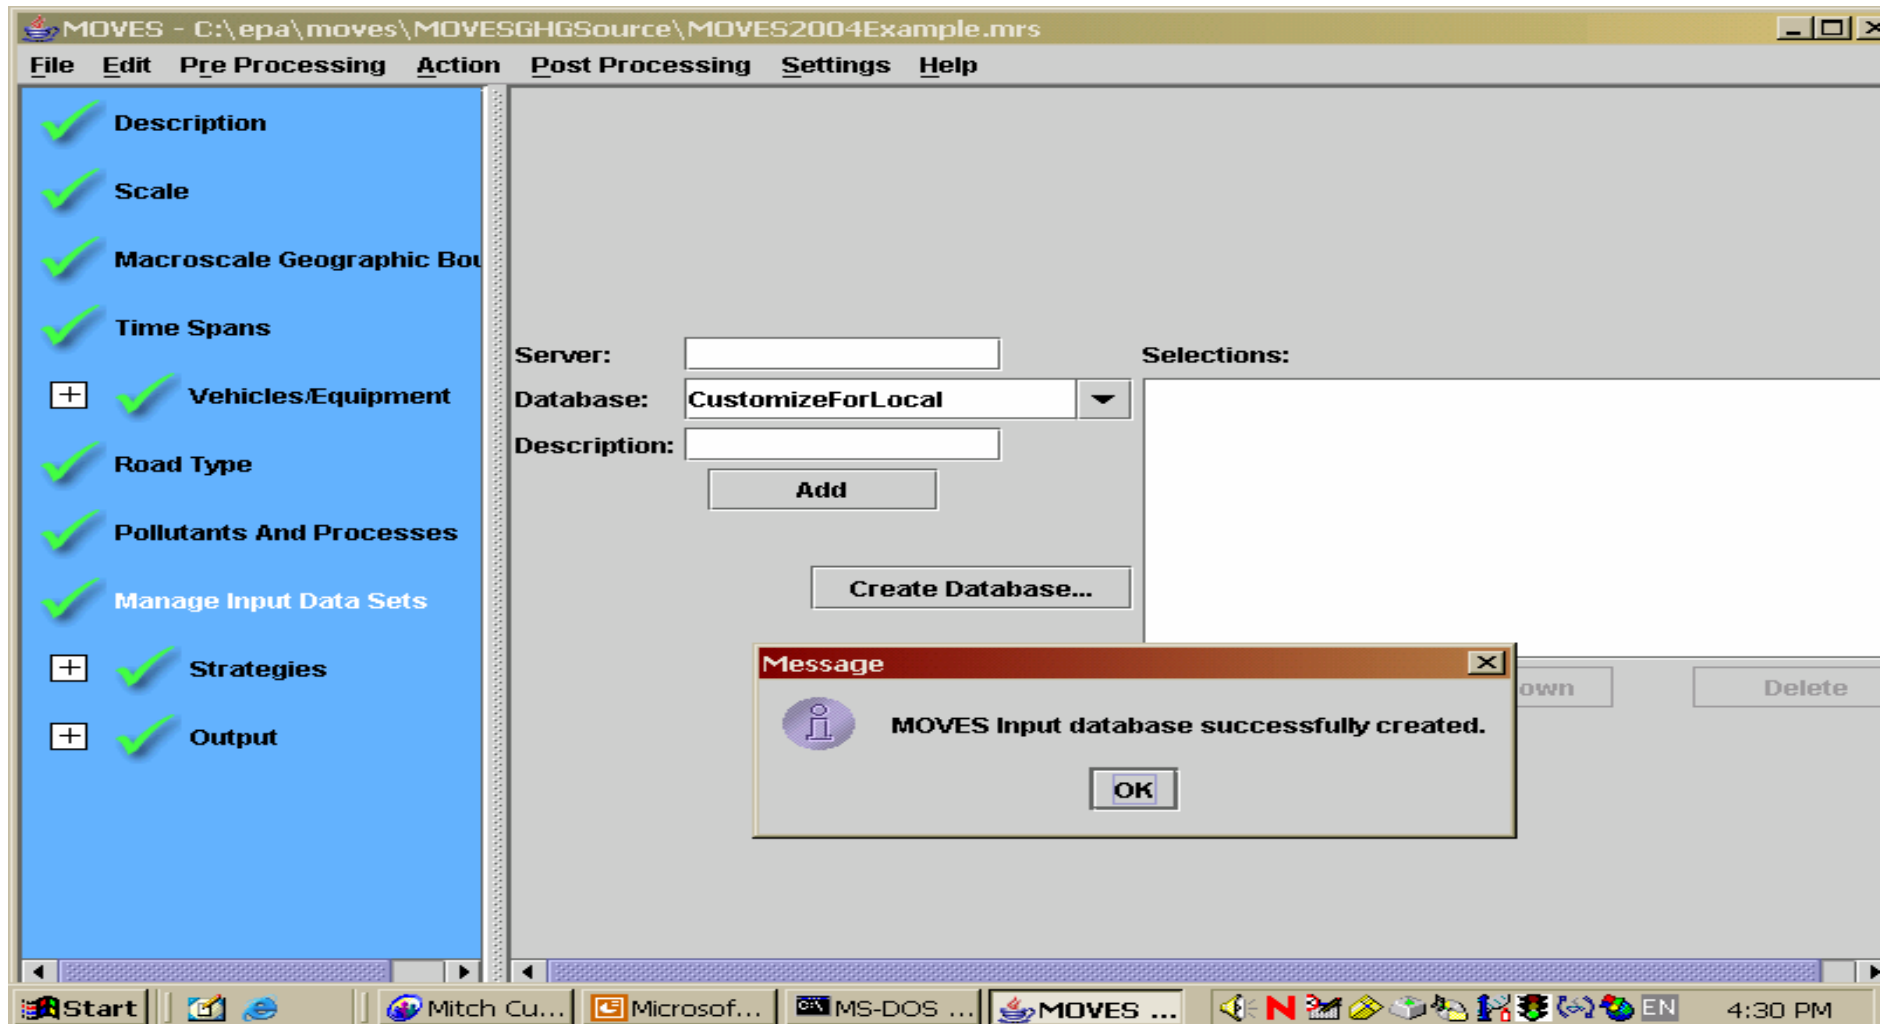 MOVES - C:\epa\moves\MOVESGHGSource\MOVES2004Example.mrs
File Edit Pre Processing Action Post Processing Settings Help
Description
Scale
Macroscale Geographic Bou
Time Spans
Vehicles/Equipment
Road Type
Pollutants And Processes
Manage Input Data Sets
Strategies
Output
Server:
Database: CustomizeForLocal
Description:
Add
Create Database...
Selections:
own Delete
Message
MOVES Input database successfully created.
OK
Start Mitch Cu... Microsof... MS-DOS ... MOVES ... N EN 4:30 PM